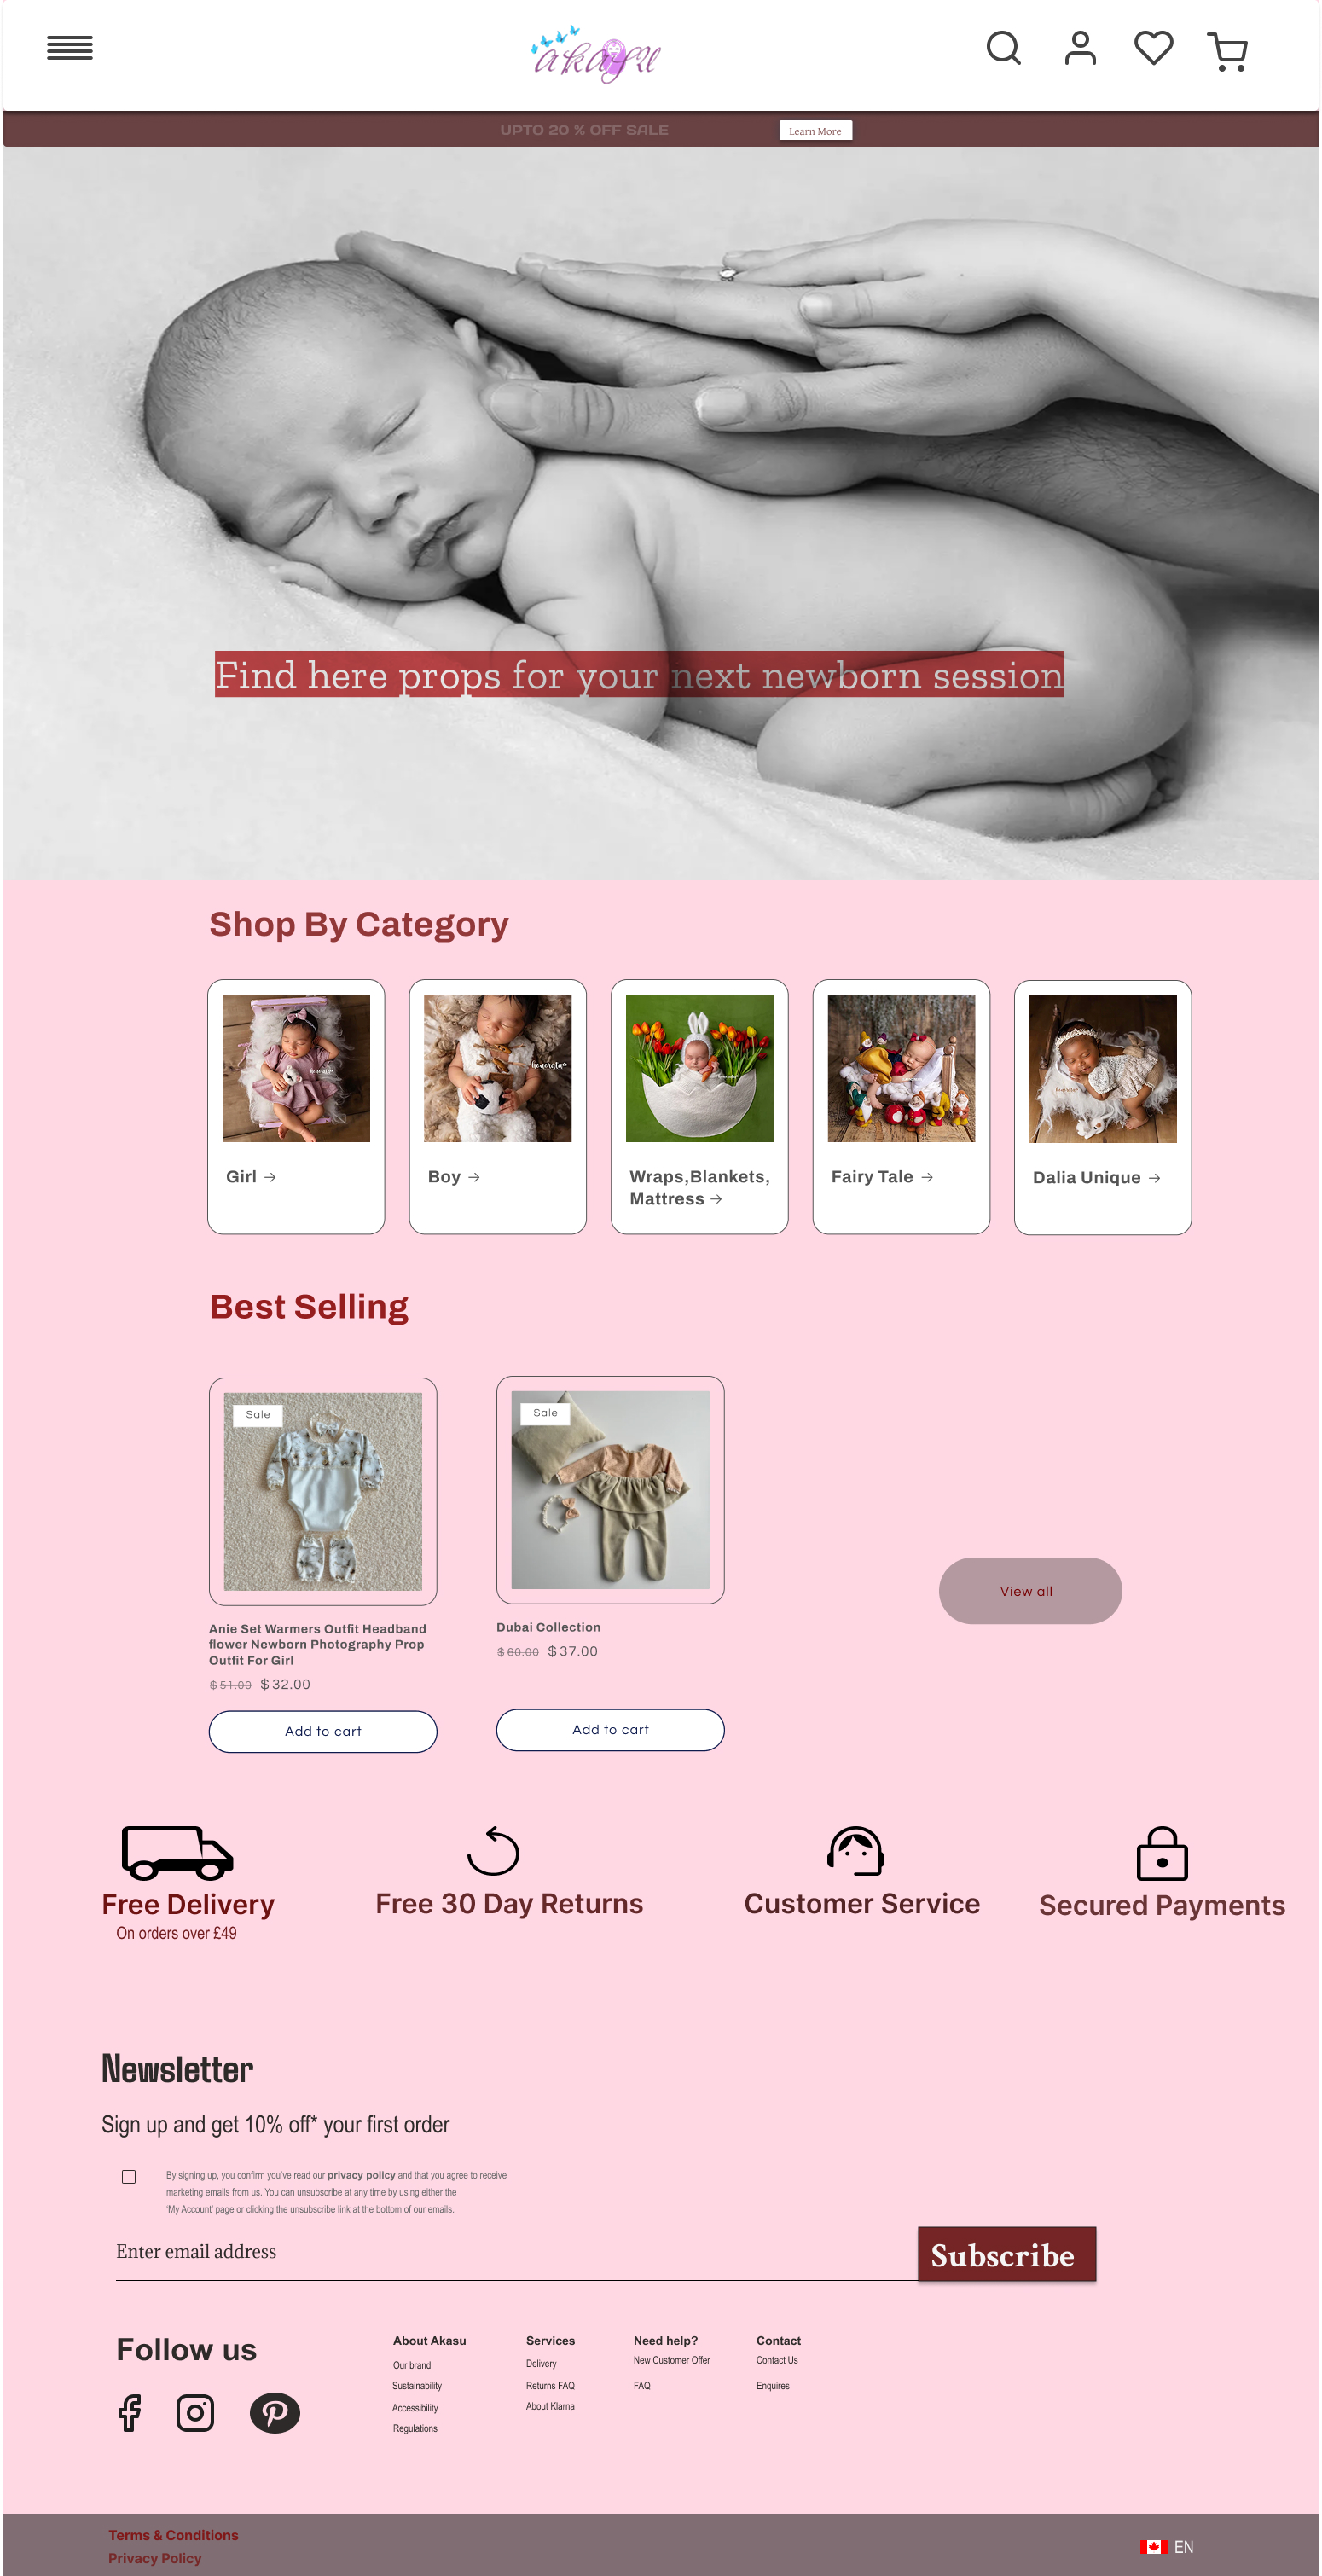 akasu
UPTO 20 % OFF SALE
Learn More
Find here props for your next newborn session
Shop By Category
Girl →
Boy →
Wraps,Blankets,
Mattress →
Fairy Tale →
Dalia Unique →
Best Selling
Sale
Sale
Anie Set Warmers Outfit Headband
flower Newborn Photography Prop
Outfit For Girl
$ 51.00 $ 32.00
Add to cart
Dubai Collection
$ 60.00 $ 37.00
Add to cart
View all
Free Delivery
On orders over £49
Free 30 Day Returns
Customer Service
Secured Payments
Newsletter
Sign up and get 10% off* your first order
By signing up, you confirm you've read our privacy policy and that you agree to receive
marketing emails from us. You can unsubscribe at any time by using either the
'My Account' page or clicking the unsubscribe link at the bottom of our emails.
Enter email address
Subscribe
Follow us
About Akasu
Our brand
Sustainability
Accessibility
Regulations
Services
Delivery
Returns FAQ
About Klarna
Need help?
New Customer Offer
FAQ
Contact
Contact Us
Enquires
Terms & Conditions
Privacy Policy
EN